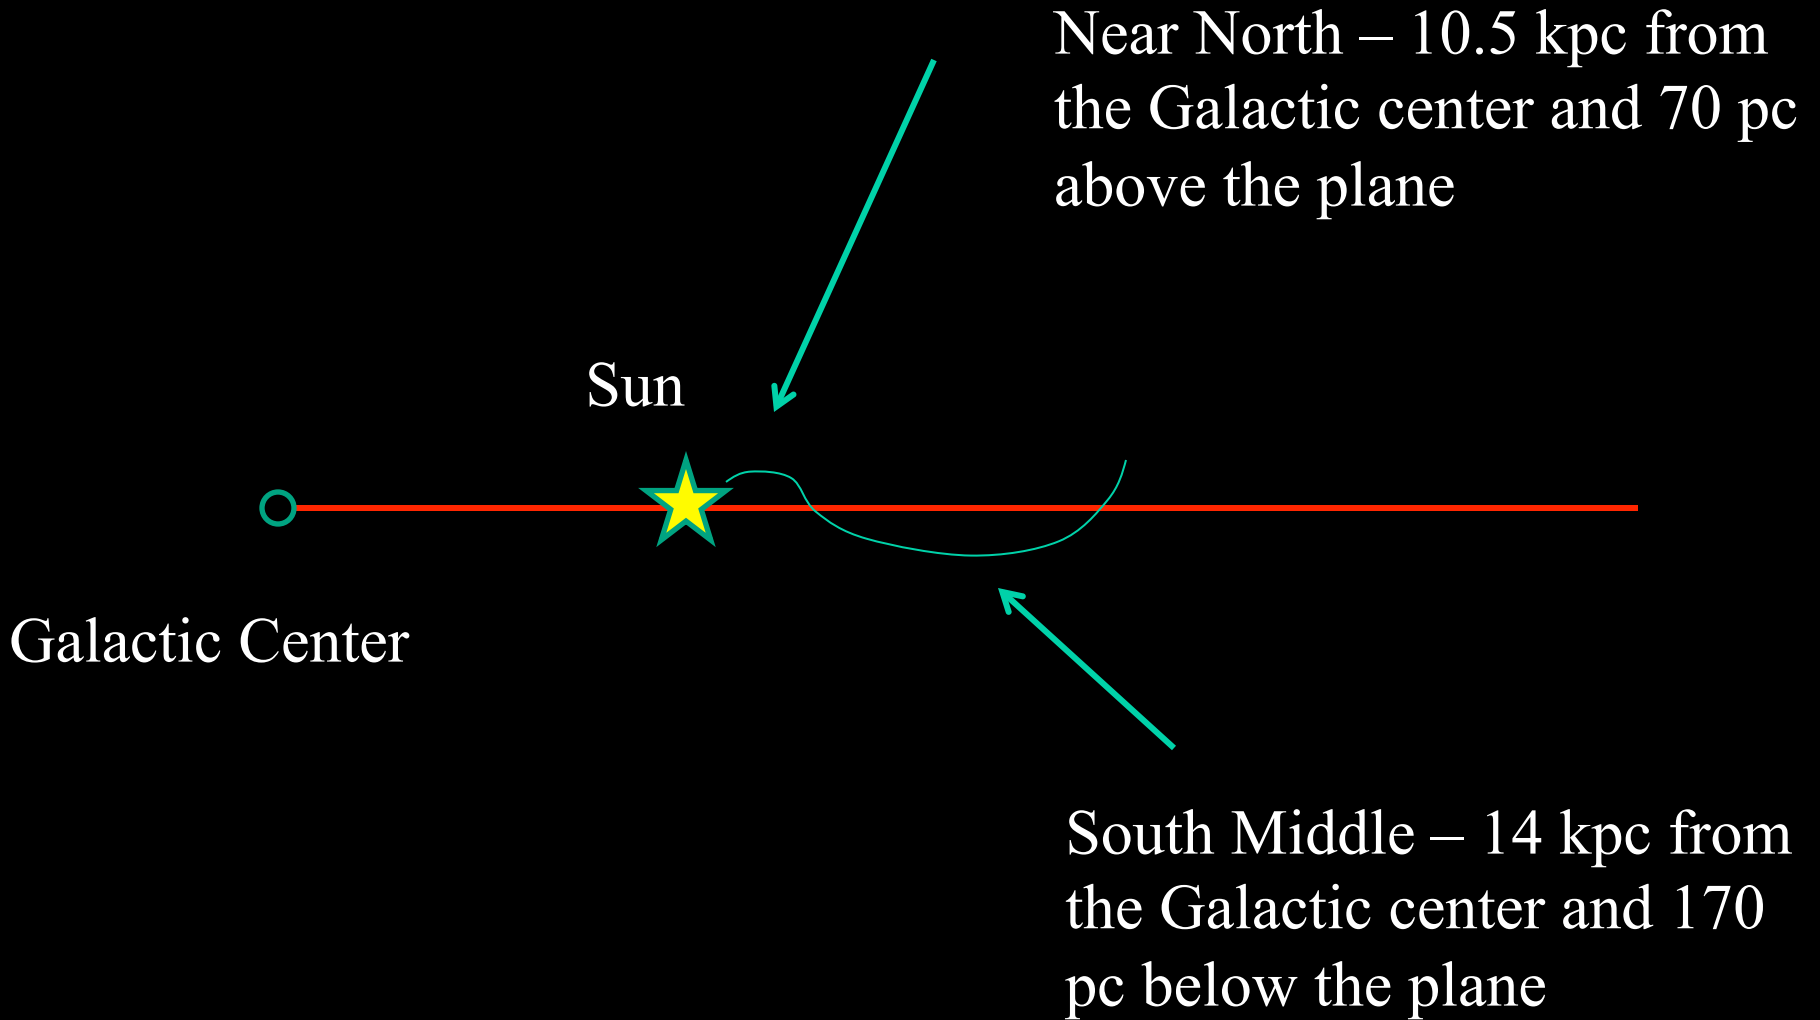 Near North – 10.5 kpc from
the Galactic center and 70 pc
above the plane
Sun
Galactic Center
South Middle – 14 kpc from
the Galactic center and 170
pc below the plane